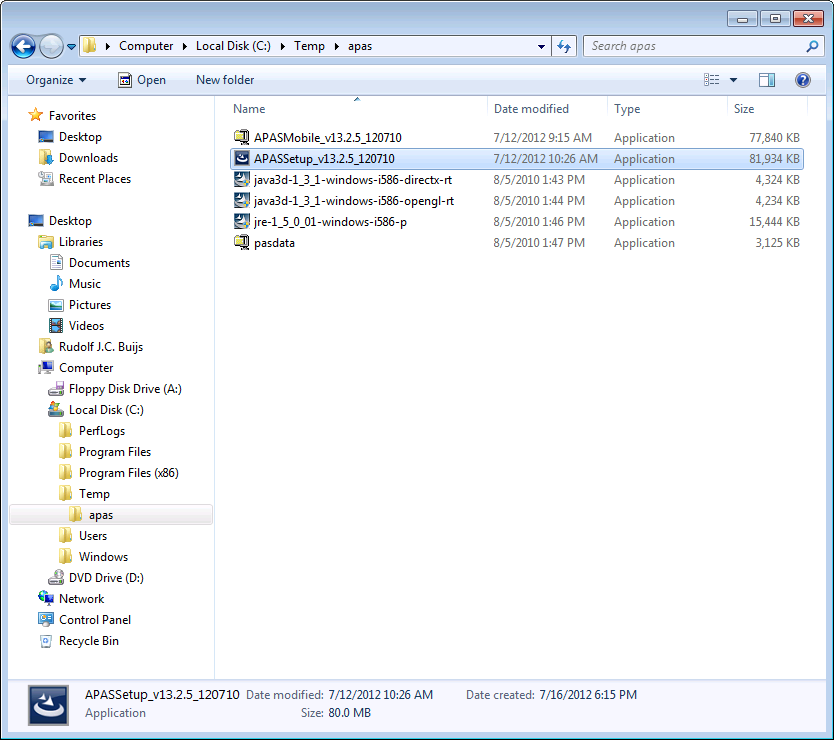 Computer Local Disk (C:) Temp apas Search apas
Organize Open New folder
Name Date modified Type Size
APASMobile_v13.2.5_120710 7/12/2012 9:15 AM Application 77,840 KB
APASSetup_v13.2.5_120710 7/12/2012 10:26 AM Application 81,934 KB
java3d-1_3_1-windows-i586-directx-rt 8/5/2010 1:43 PM Application 4,324 KB
java3d-1_3_1-windows-i586-opengl-rt 8/5/2010 1:44 PM Application 4,234 KB
jre-1_5_0_01-windows-i586-p 8/5/2010 1:46 PM Application 15,444 KB
pasdata 8/5/2010 1:47 PM Application 3,125 KB
Favorites
Desktop
Downloads
Recent Places
Desktop
Libraries
Documents
Music
Pictures
Videos
Rudolf J.C. Buijs
Computer
Floppy Disk Drive (A:)
Local Disk (C:)
PerfLogs
Program Files
Program Files (x86)
Temp
apas
Users
Windows
DVD Drive (D:)
Network
Control Panel
Recycle Bin
APASSetup_v13.2.5_120710 Date modified: 7/12/2012 10:26 AM Date created: 7/16/2012 6:15 PM
Application Size: 80.0 MB